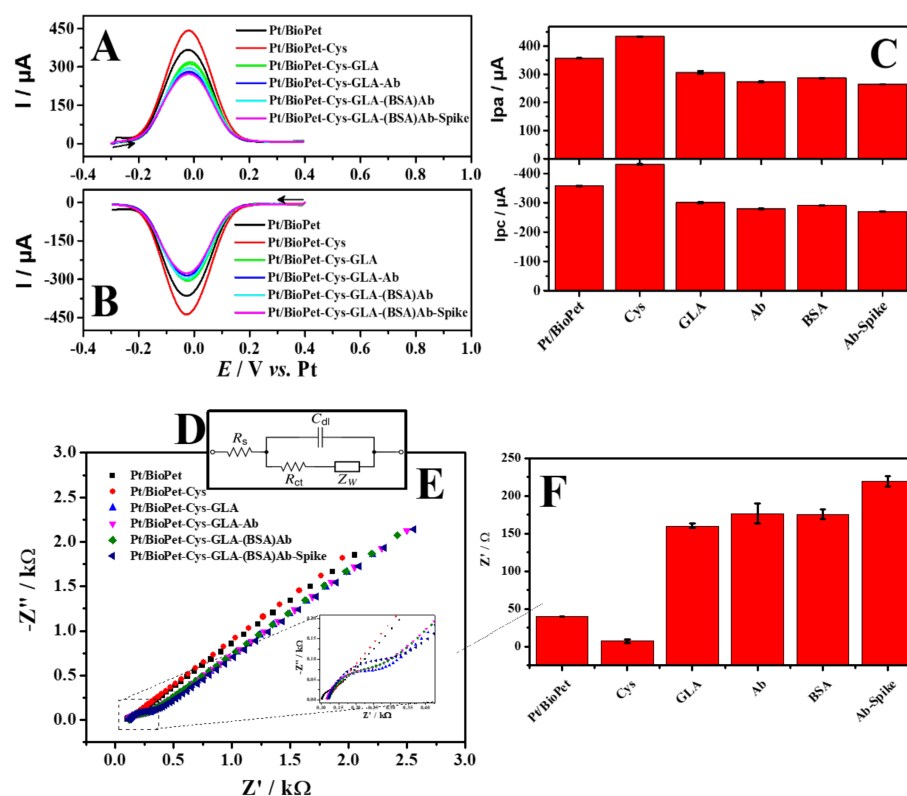 A
I / µA
450
300
150
0
Pt/BioPet
Pt/BioPet-Cys
Pt/BioPet-Cys-GLA
Pt/BioPet-Cys-GLA-Ab
Pt/BioPet-Cys-GLA-(BSA)Ab
Pt/BioPet-Cys-GLA-(BSA)Ab-Spike
-0.4 -0.2 0.0 0.2 0.4 0.6 0.8 1.0
B
I / µA
0
-150
-300
-450
Pt/BioPet
Pt/BioPet-Cys
Pt/BioPet-Cys-GLA
Pt/BioPet-Cys-GLA-Ab
Pt/BioPet-Cys-GLA-(BSA)Ab
Pt/BioPet-Cys-GLA-(BSA)Ab-Spike
-0.4 -0.2 0.0 0.2 0.4 0.6 0.8 1.0
E / V vs. Pt
C
Ipa / µA
400
300
200
100
0
Ipc / µA
-400
-300
-200
-100
0
Pt/BioPet Cys GLA Ab BSA Ab-Spike
D
Rs
Cdl
Rct
ZW
E
-Z'' / kΩ
3.0
2.5
2.0
1.5
1.0
0.5
0.0
Pt/BioPet
Pt/BioPet-Cys
Pt/BioPet-Cys-GLA
Pt/BioPet-Cys-GLA-Ab
Pt/BioPet-Cys-GLA-(BSA)Ab
Pt/BioPet-Cys-GLA-(BSA)Ab-Spike
-Z'' / kΩ
Z' / kΩ
0.0 0.5 1.0 1.5 2.0 2.5 3.0
Z' / kΩ
F
Z' / Ω
250
200
150
100
50
0
Pt/BioPet Cys GLA Ab BSA Ab-Spike